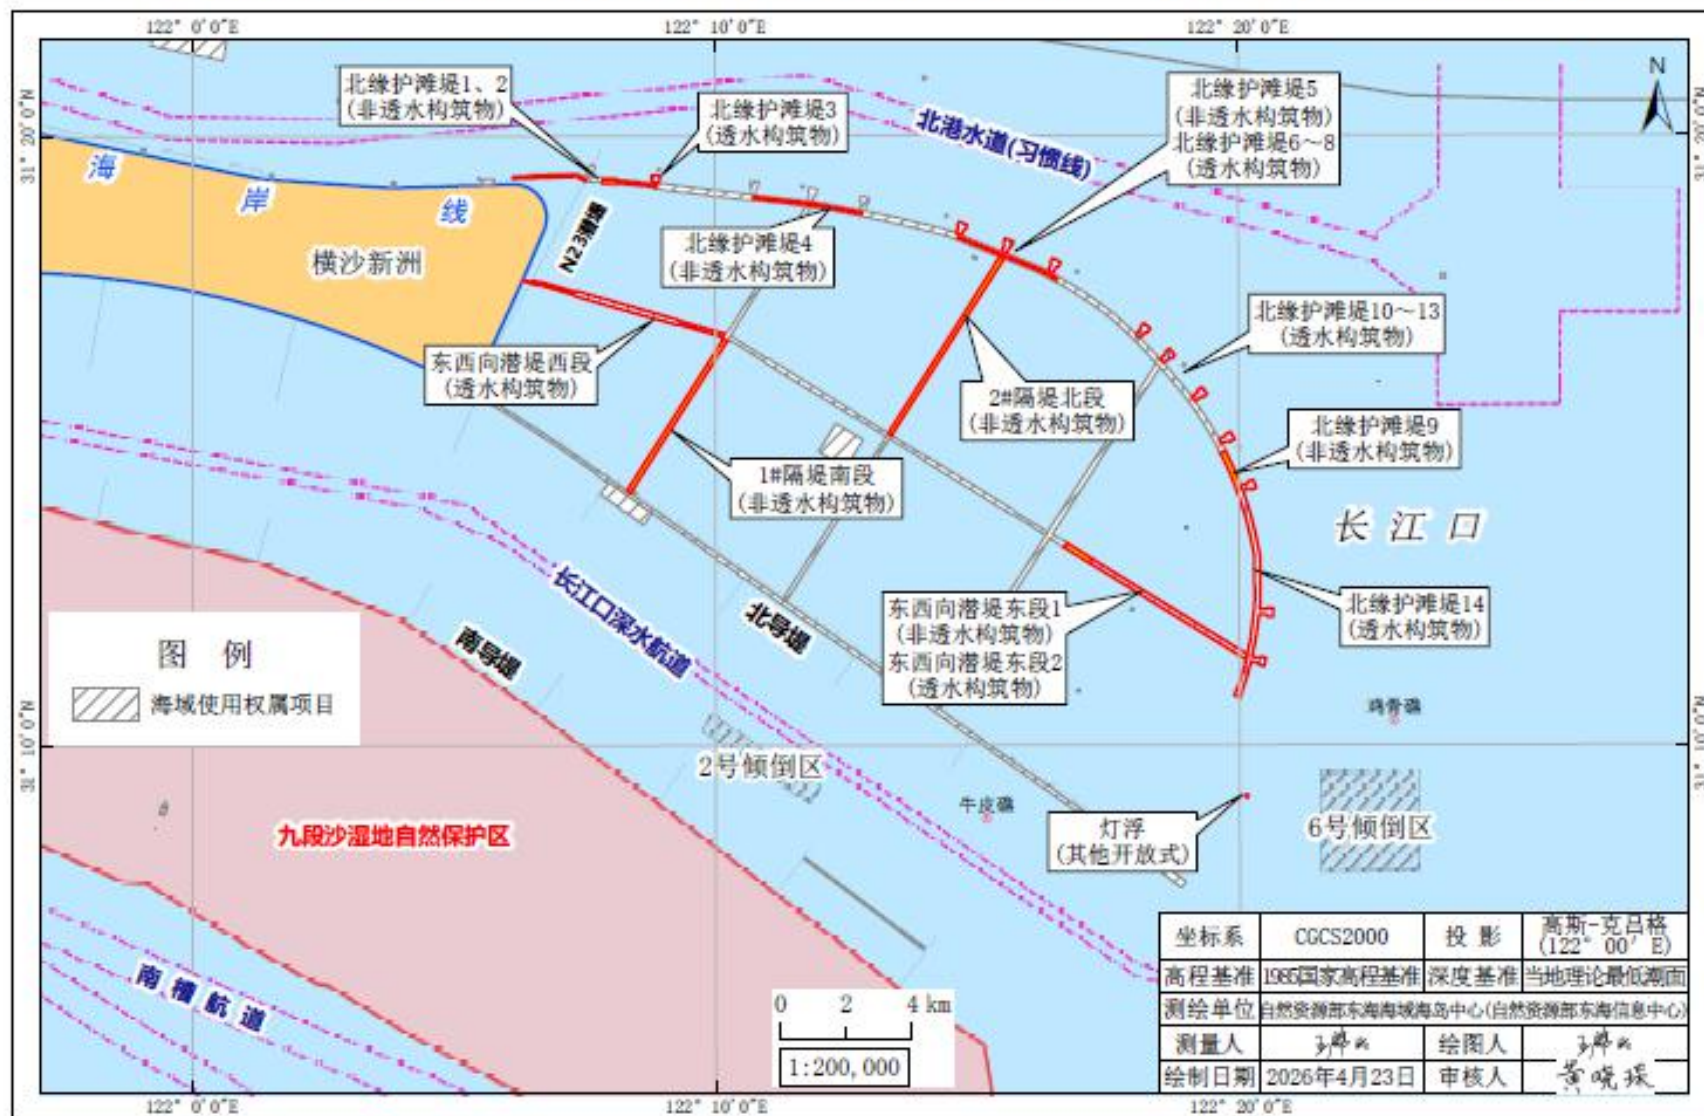 122° 0′0″E
122° 10′0″E
122° 20′0″E
31° 20′0″N
31° 20′0″N
N
北缘护滩堤1、2
(非透水构筑物)
北缘护滩堤3
(透水构筑物)
北港水道(习惯线)
北缘护滩堤5
(非透水构筑物)
北缘护滩堤6～8
(透水构筑物)
海岸线
横沙新洲
N23潜堤
北缘护滩堤4
(非透水构筑物)
北缘护滩堤10～13
(透水构筑物)
东西向潜堤西段
(透水构筑物)
2#隔堤北段
(非透水构筑物)
北缘护滩堤9
(非透水构筑物)
1#隔堤南段
(非透水构筑物)
长江口
长江口深水航道
北导堤
南导堤
东西向潜堤东段1
(非透水构筑物)
东西向潜堤东段2
(透水构筑物)
北缘护滩堤14
(透水构筑物)
图 例
海域使用权属项目
鸡骨礁
31° 10′0″N
31° 10′0″N
2号倾倒区
牛皮礁
灯浮
(其他开放式)
6号倾倒区
九段沙湿地自然保护区
南槽航道
0 2 4 km
1:200,000
坐标系 CGCS2000 投 影 高斯-克吕格
(122° 00′ E)
高程基准 1985国家高程基准 深度基准 当地理论最低潮面
测绘单位 自然资源部东海海域海岛中心(自然资源部东海信息中心)
测量人 绘图人
绘制日期 2026年4月23日 审核人 黄晓琛
122° 0′0″E
122° 10′0″E
122° 20′0″E